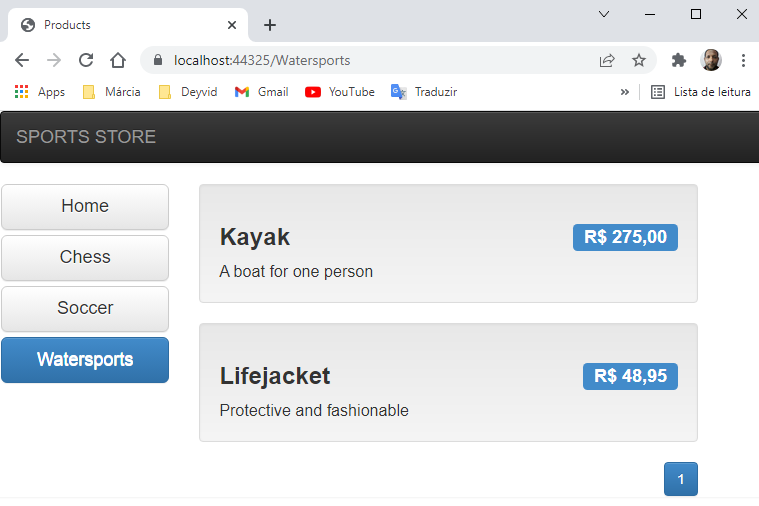 Products
localhost:44325/Watersports
Apps Márcia Deyvid Gmail YouTube Traduzir » Lista de leitura
SPORTS STORE
Home
Chess
Soccer
Watersports
Kayak R$ 275,00
A boat for one person
Lifejacket R$ 48,95
Protective and fashionable
1